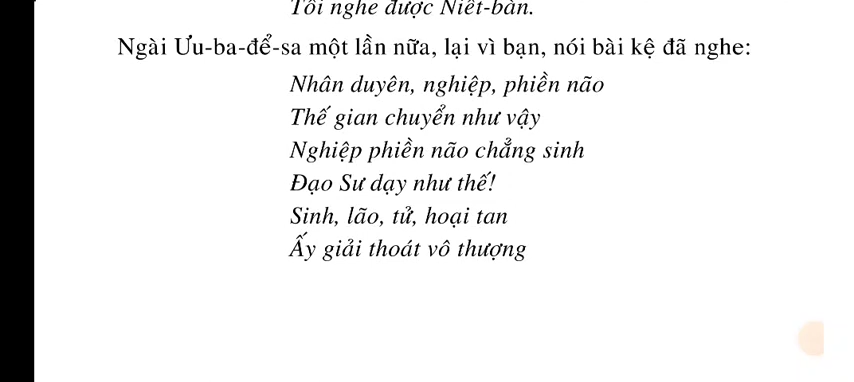 Tôi nghe được Niết-bàn.
Ngài Ưu-ba-để-sa một lần nữa, lại vì bạn, nói bài kệ đã nghe:
Nhân duyên, nghiệp, phiền não
Thế gian chuyển như vậy
Nghiệp phiền não chẳng sinh
Đạo Sư dạy như thế!
Sinh, lão, tử, hoại tan
Ấy giải thoát vô thượng